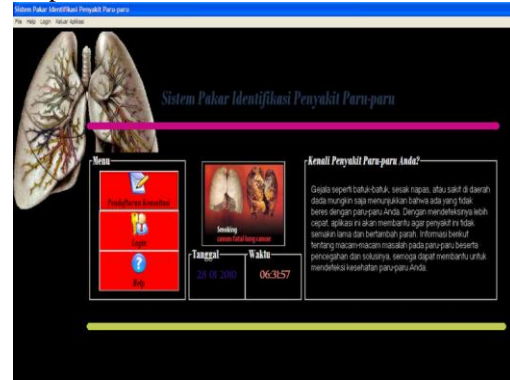 Sistem Pakar Identifikasi Penyakit Paru-paru
File Help Login Keluar Aplikasi
Sistem Pakar Identifikasi Penyakit Paru-paru
Menu
Pendaftaran Konsultasi
Login
Help
Smoking
causes fatal lung cancer
Tanggal
28 01 2010
Waktu
06:31:57
Kenali Penyakit Paru-paru Anda?
Gejala seperti batuk-batuk, sesak napas, atau sakit di daerah
dada mungkin saja menunjukkan bahwa ada yang tidak
beres dengan paru-paru Anda. Dengan mendeteksinya lebih
cepat, aplikasi ini akan membantu agar penyakit ini tidak
semakin lama dan bertambah parah. Informasi berikut
tentang macam-macam masalah pada paru-paru beserta
pencegahan dan solusinya, semoga dapat membantu untuk
mendeteksi kesehatan paru-paru Anda.